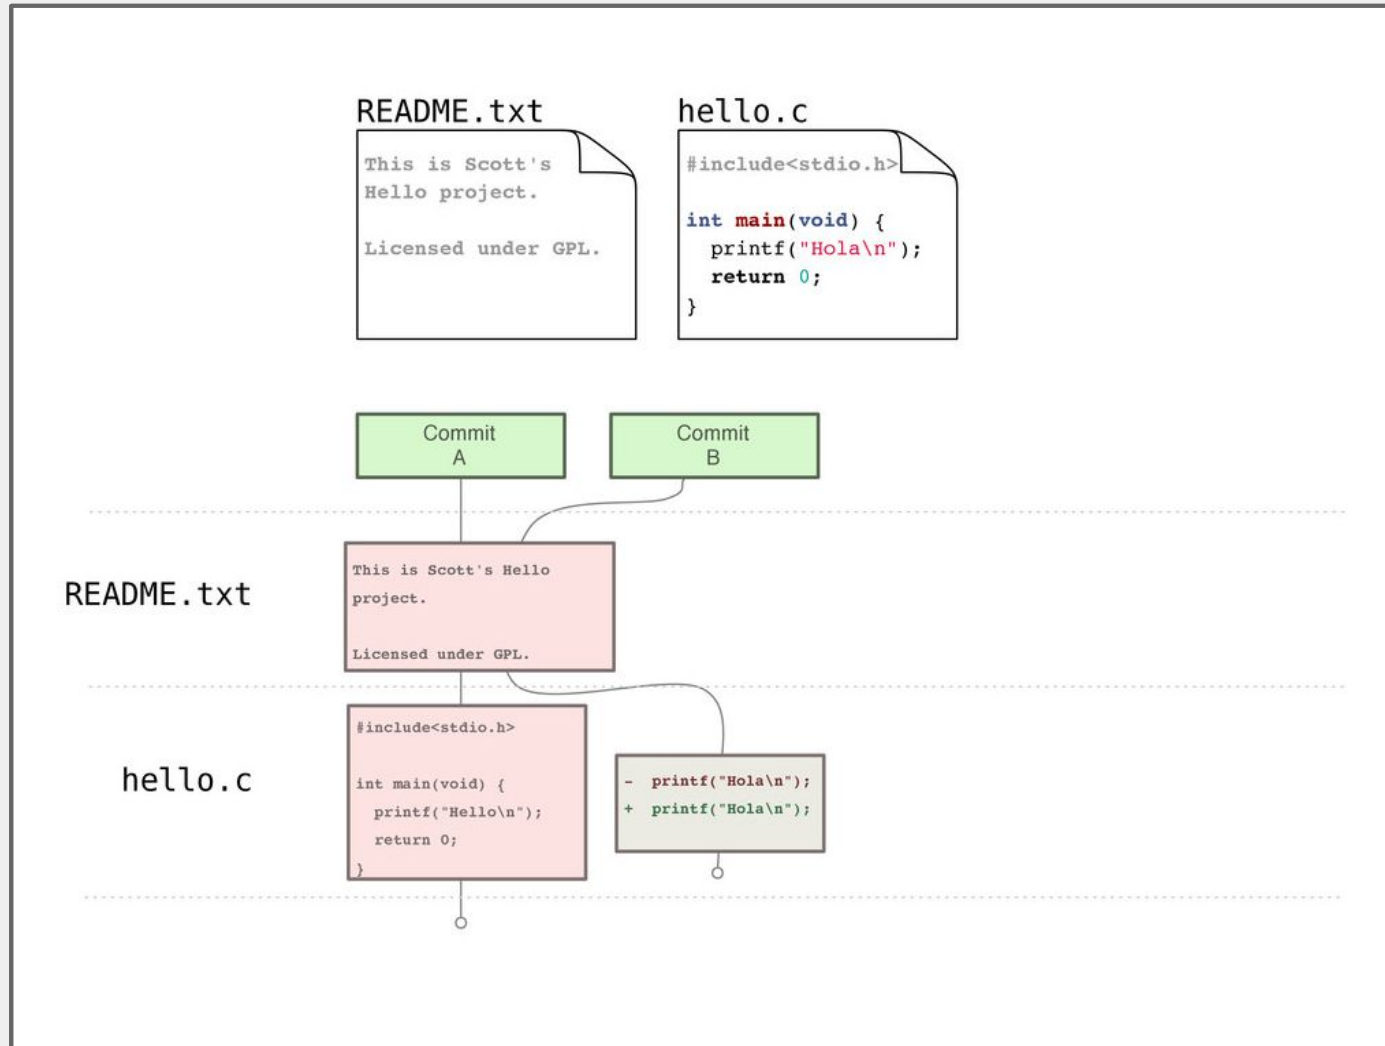 README.txt
This is Scott's
Hello project.
Licensed under GPL.
hello.c
#include<stdio.h>
int main(void) {
  printf("Hola\n");
  return 0;
}
Commit
A
Commit
B
README.txt
This is Scott's Hello
project.
Licensed under GPL.
hello.c
#include<stdio.h>
int main(void) {
  printf("Hello\n");
  return 0;
}
-  printf("Hola\n");
+  printf("Hola\n");